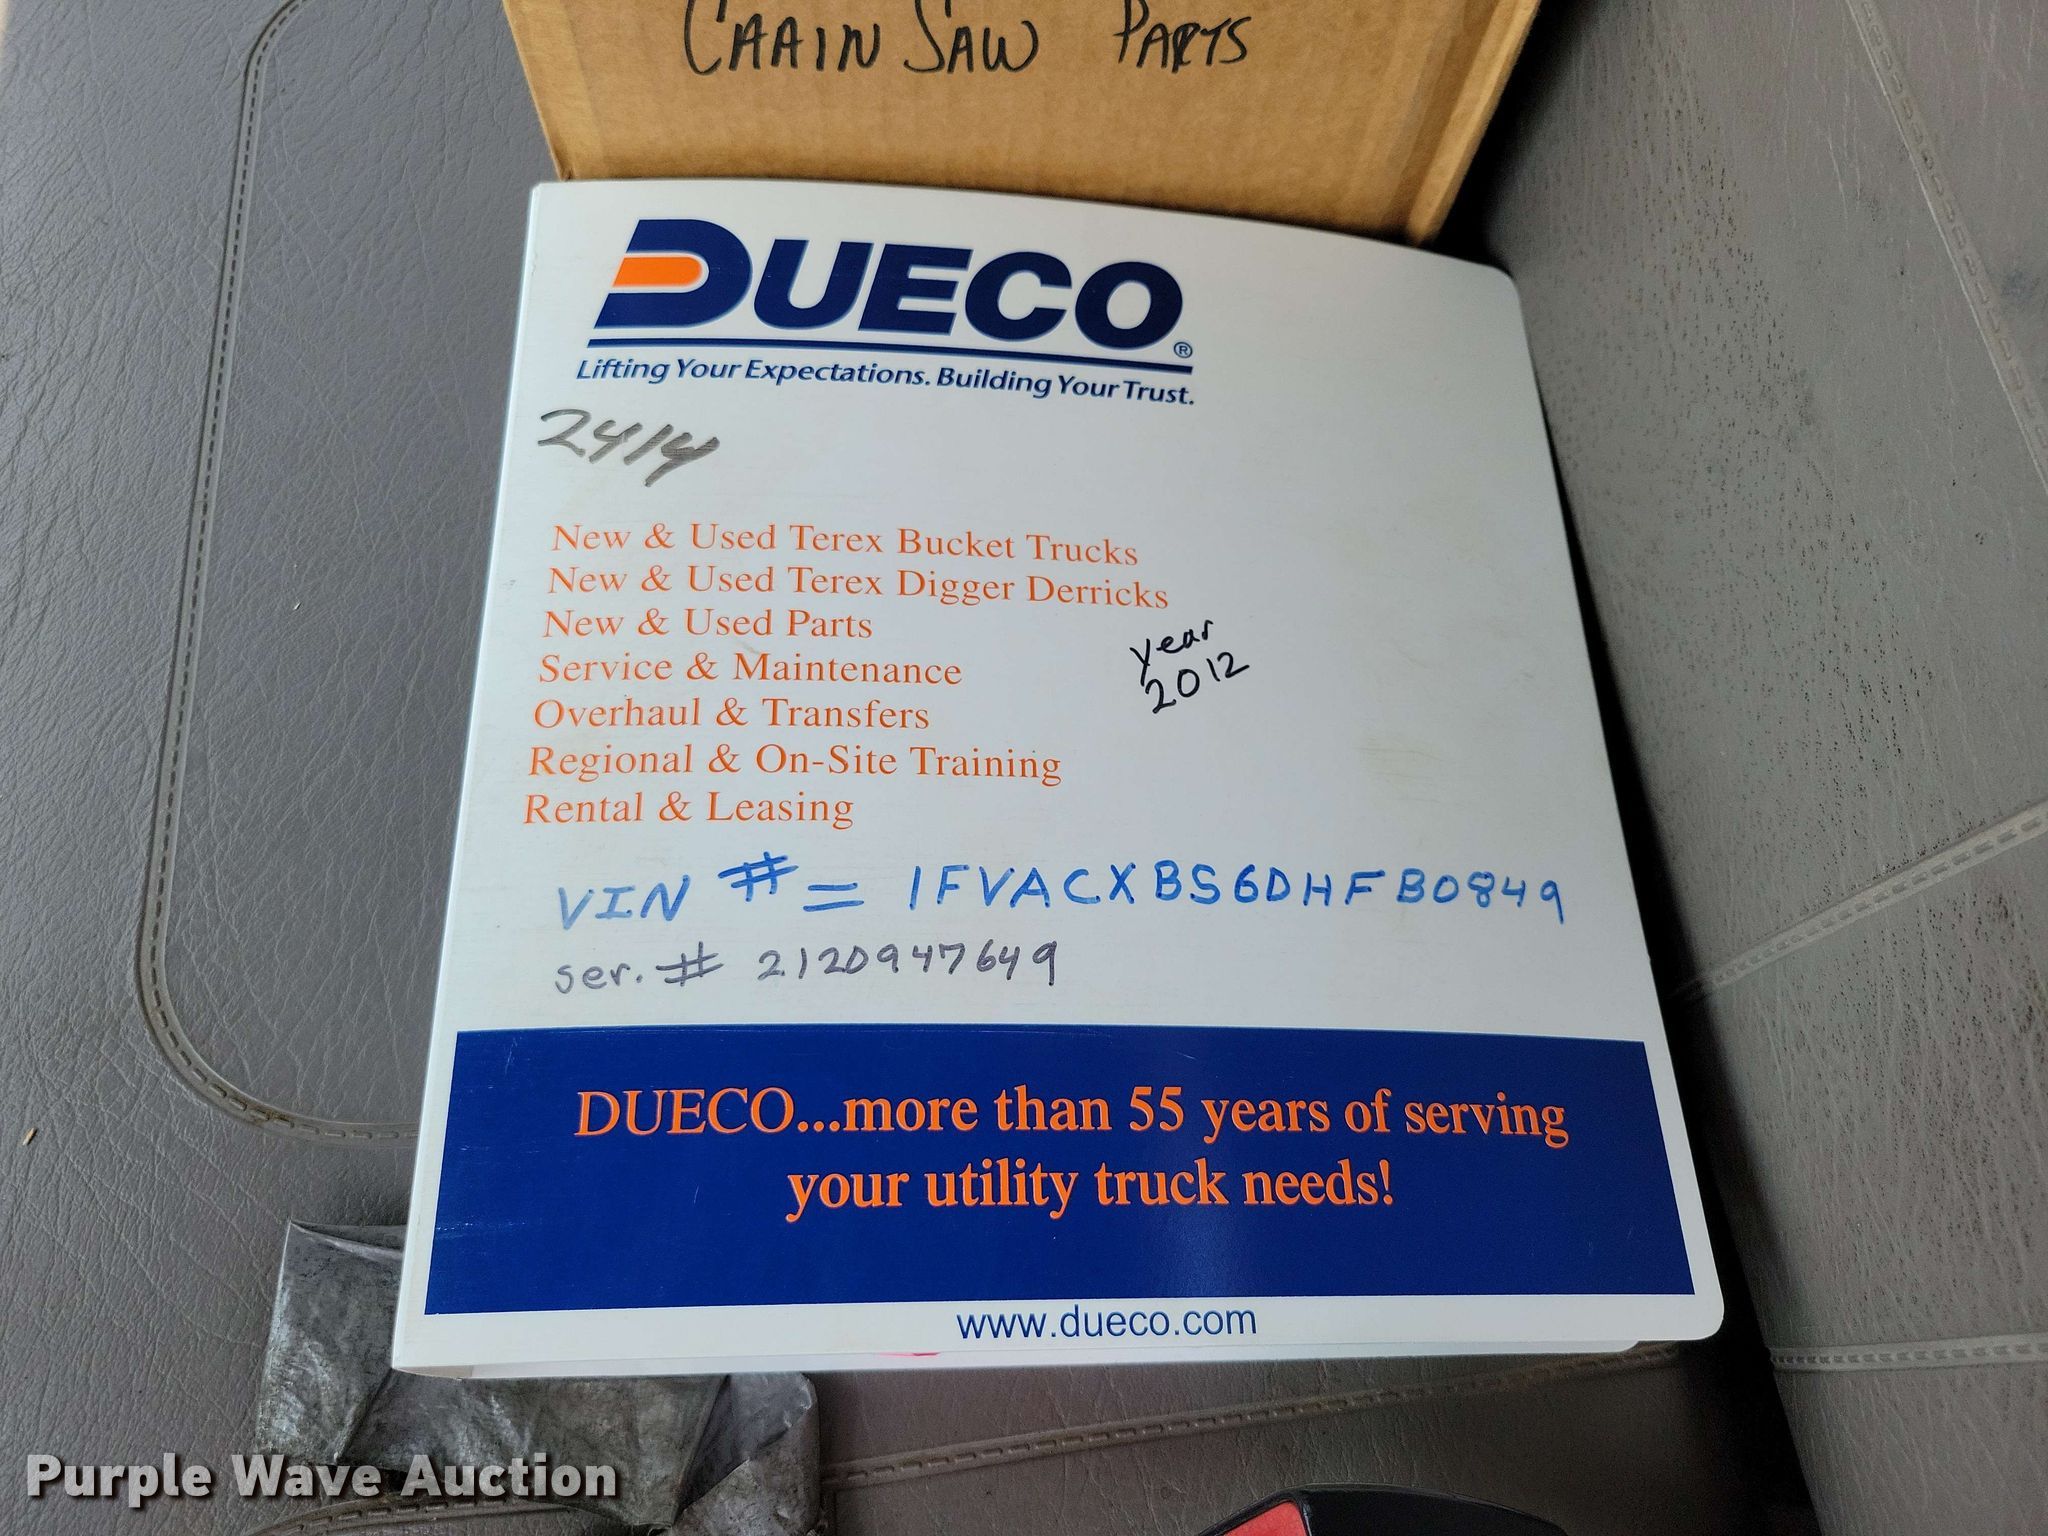 CHAIN SAW PARTS
DUECO®
Lifting Your Expectations. Building Your Trust.
2414
New & Used Terex Bucket Trucks
New & Used Terex Digger Derricks
New & Used Parts
Service & Maintenance
Overhaul & Transfers
Regional & On-Site Training
Rental & Leasing
year
2012
VIN # = 1FVACXBS6DHFB0849
ser. # 2120947649
DUECO...more than 55 years of serving
your utility truck needs!
www.dueco.com
Purple Wave Auction